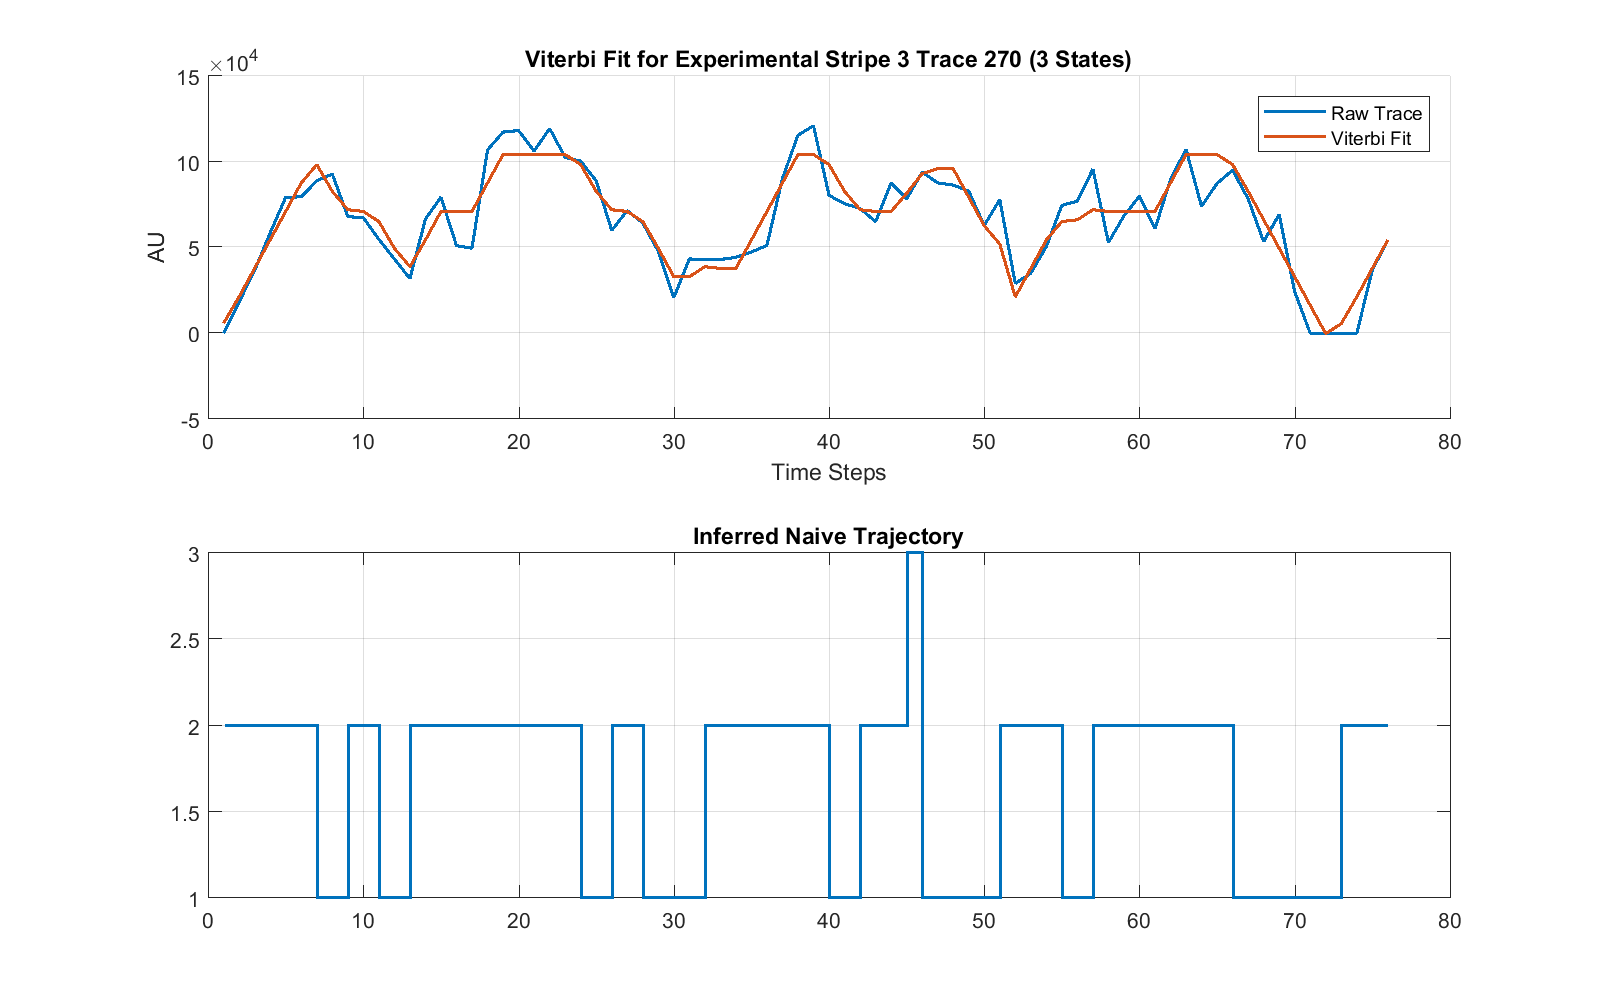 Viterbi Fit for Experimental Stripe 3 Trace 270 (3 States)
×10^4
15
10
5
0
-5
AU
Raw Trace
Viterbi Fit
0 10 20 30 40 50 60 70 80
Time Steps
Inferred Naive Trajectory
3
2.5
2
1.5
1
0 10 20 30 40 50 60 70 80